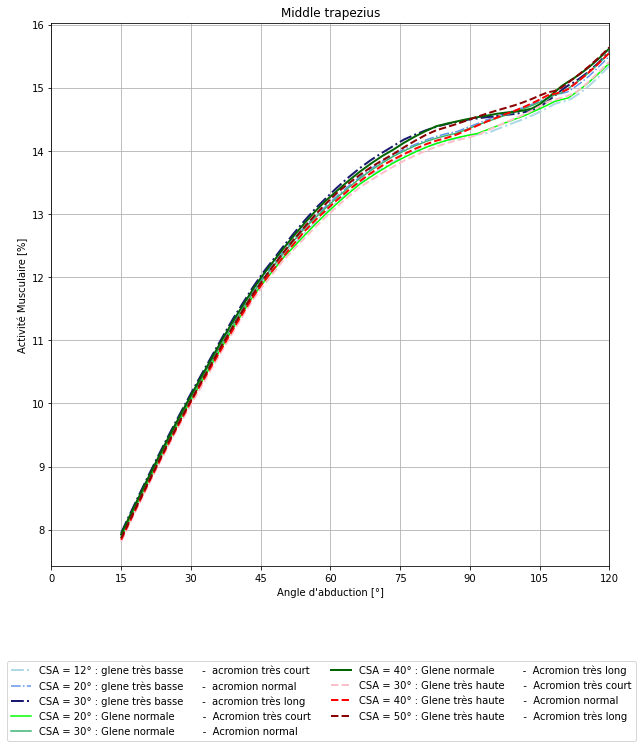 Middle trapezius
16
15
14
13
12
11
10
9
8
Activité Musculaire [%]
0 15 30 45 60 75 90 105 120
Angle d'abduction [°]
CSA = 12° : glene très basse - acromion très court
CSA = 20° : glene très basse - acromion normal
CSA = 30° : glene très basse - acromion très long
CSA = 20° : Glene normale - Acromion très court
CSA = 30° : Glene normale - Acromion normal
CSA = 40° : Glene normale - Acromion très long
CSA = 30° : Glene très haute - Acromion très court
CSA = 40° : Glene très haute - Acromion normal
CSA = 50° : Glene très haute - Acromion très long